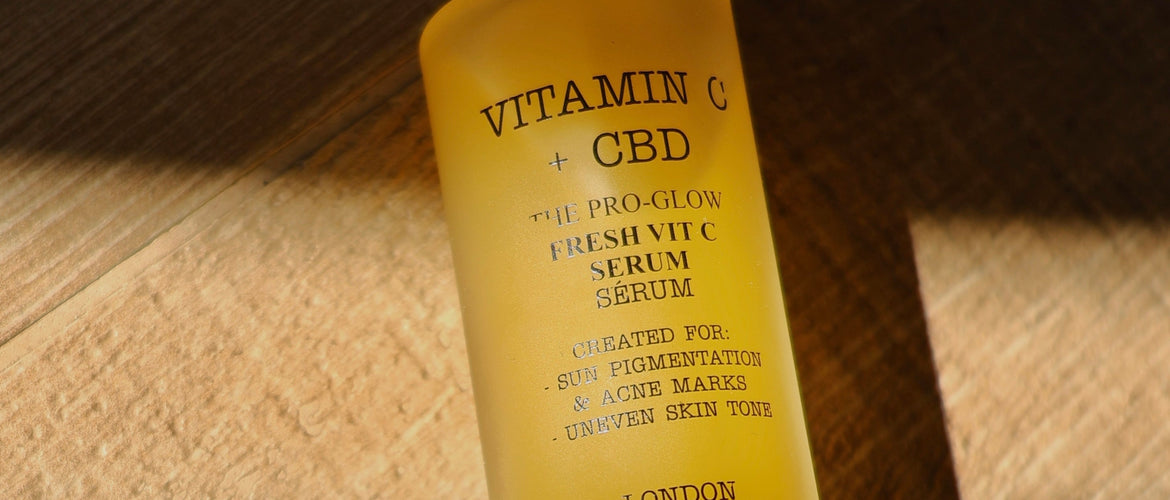 VITAMIN C
+ CBD
THE PRO-GLOW
FRESH VIT C
SERUM
SÉRUM
CREATED FOR:
- SUN PIGMENTATION
& ACNE MARKS
- UNEVEN SKIN TONE
LONDON